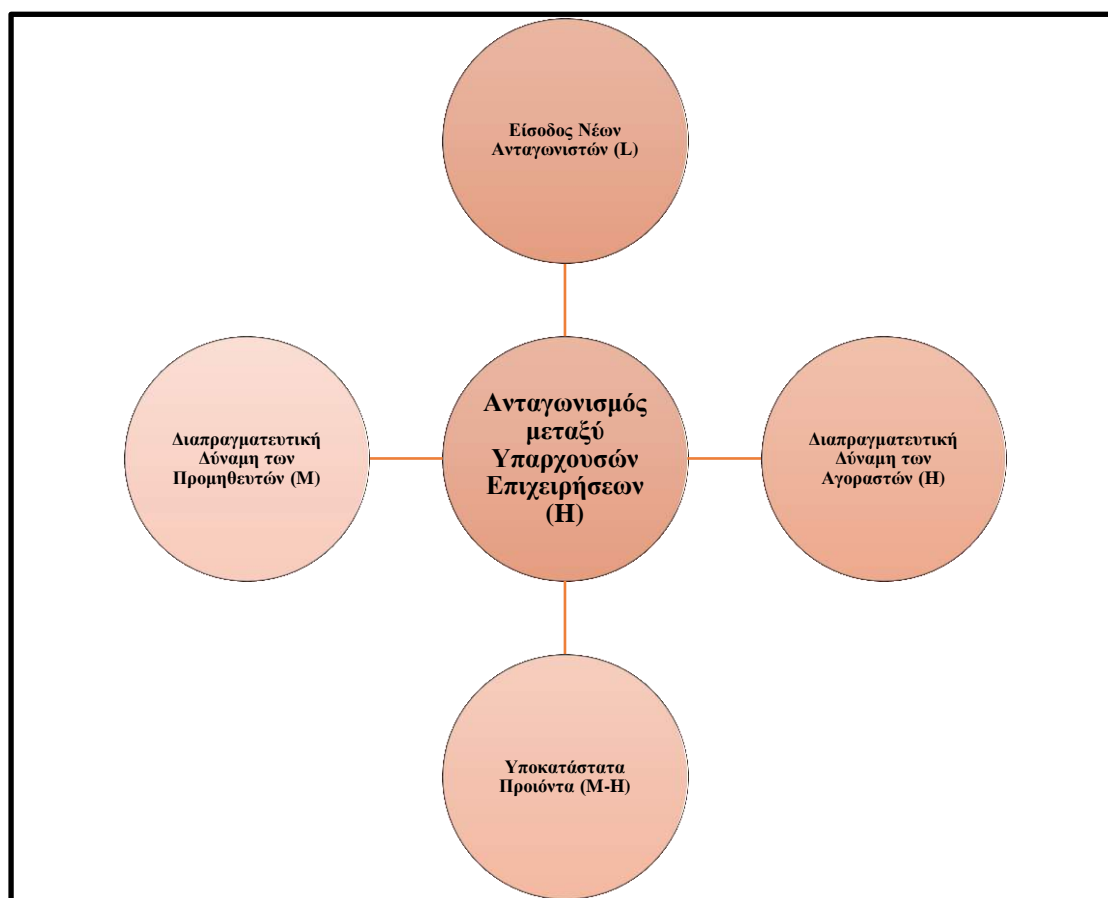 Είσοδος Νέων
Ανταγωνιστών (L)
Διαπραγματευτική
Δύναμη των
Προμηθευτών (M)
Ανταγωνισμός
μεταξύ
Υπαρχουσών
Επιχειρήσεων
(H)
Διαπραγματευτική
Δύναμη των
Αγοραστών (H)
Υποκατάστατα
Προιόντα (M-H)